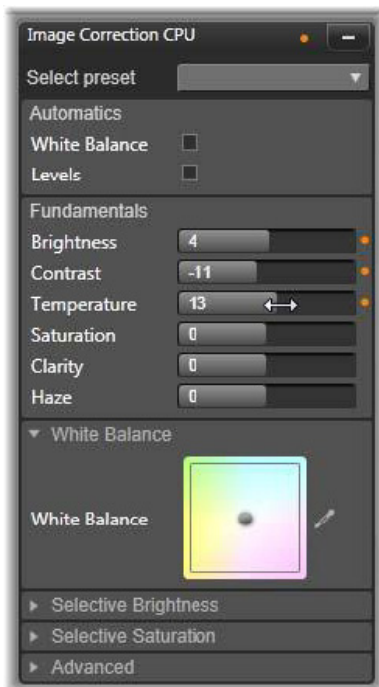 Image Correction CPU
Select preset
Automatics
White Balance
Levels
Fundamentals
Brightness 4
Contrast -11
Temperature 13
Saturation 0
Clarity 0
Haze 0
White Balance
White Balance
Selective Brightness
Selective Saturation
Advanced